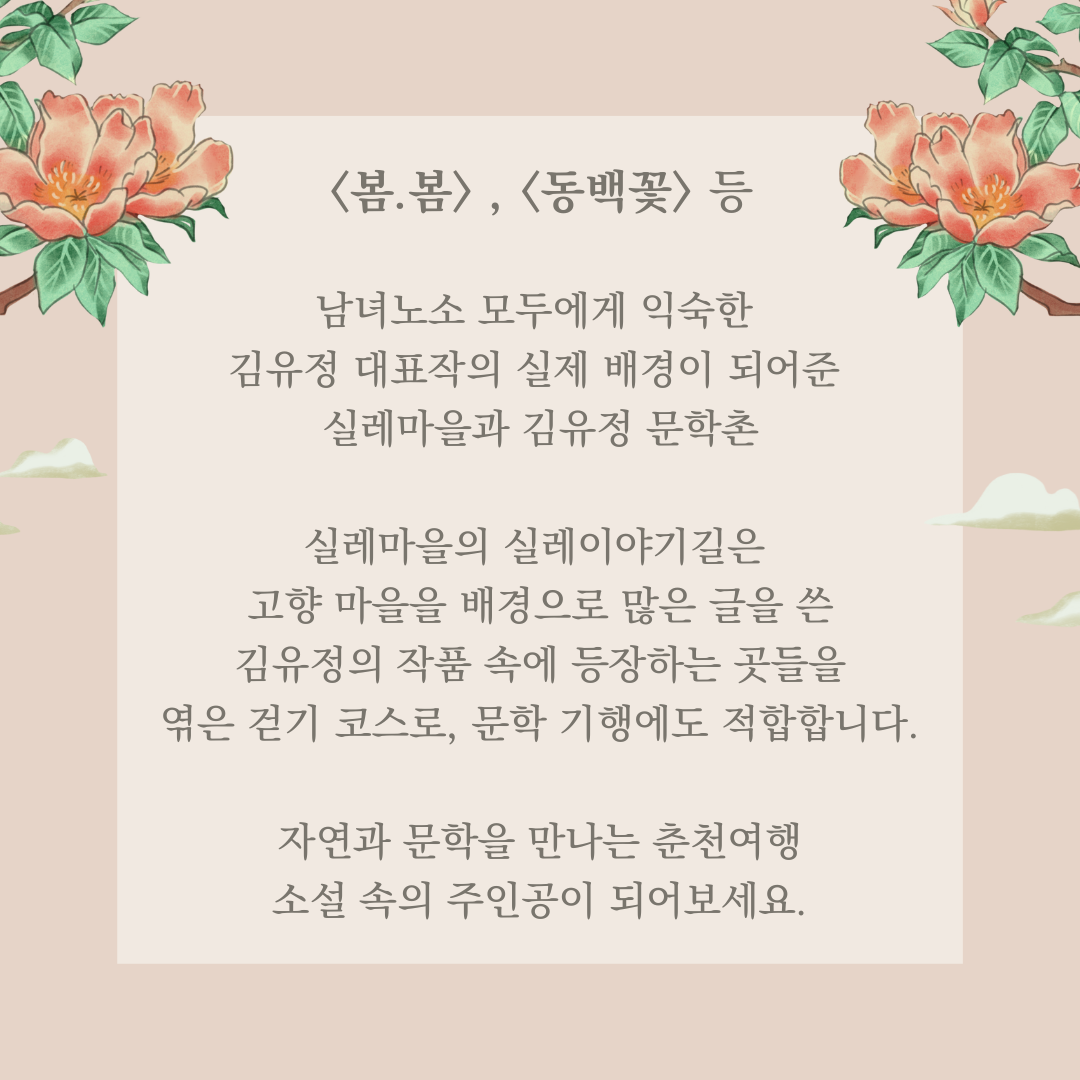 〈봄.봄〉, 〈동백꽃〉 등
남녀노소 모두에게 익숙한
김유정 대표작의 실제 배경이 되어준
실레마을과 김유정 문학촌
실레마을의 실레이야기길은
고향 마을을 배경으로 많은 글을 쓴
김유정의 작품 속에 등장하는 곳들을
엮은 걷기 코스로, 문학 기행에도 적합합니다.
자연과 문학을 만나는 춘천여행
소설 속의 주인공이 되어보세요.